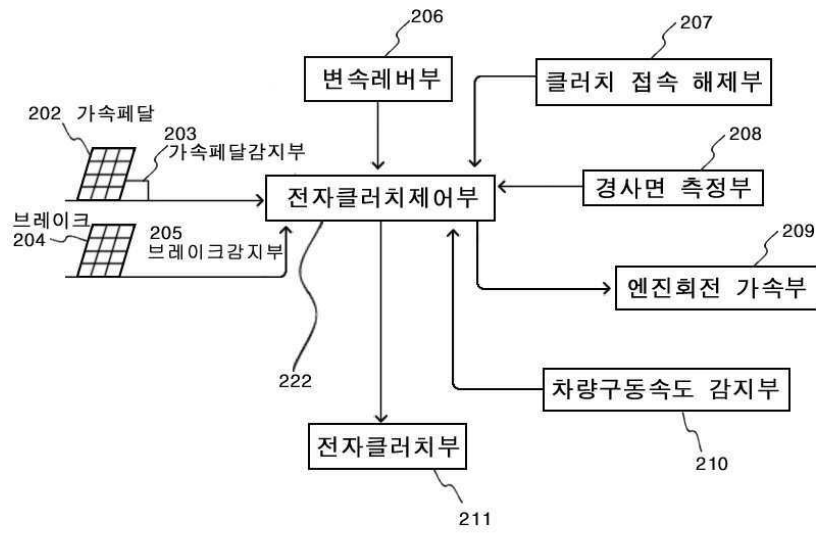 206
변속레버부
207
클러치 접속 해제부
202 가속페달
203
가속페달감지부
208
경사면 측정부
전자클러치제어부
브레이크
204
205
브레이크감지부
209
엔진회전 가속부
222
차량구동속도 감지부
210
전자클러치부
211